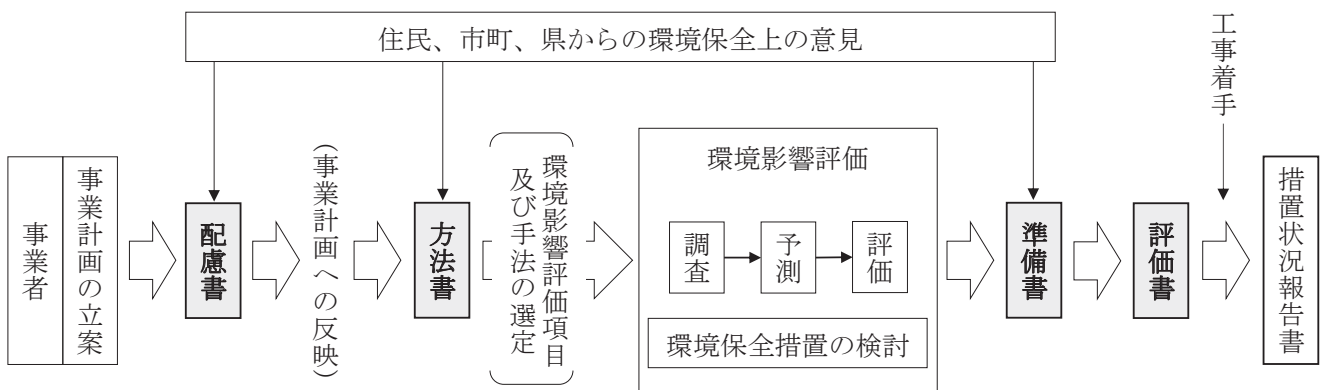 住民、市町、県からの環境保全上の意見
工事着手
事業者
事業計画の立案
配慮書
(事業計画への反映)
方法書
環境影響評価項目
及び手法の選定
環境影響評価
調査
予測
評価
環境保全措置の検討
準備書
評価書
措置状況報告書